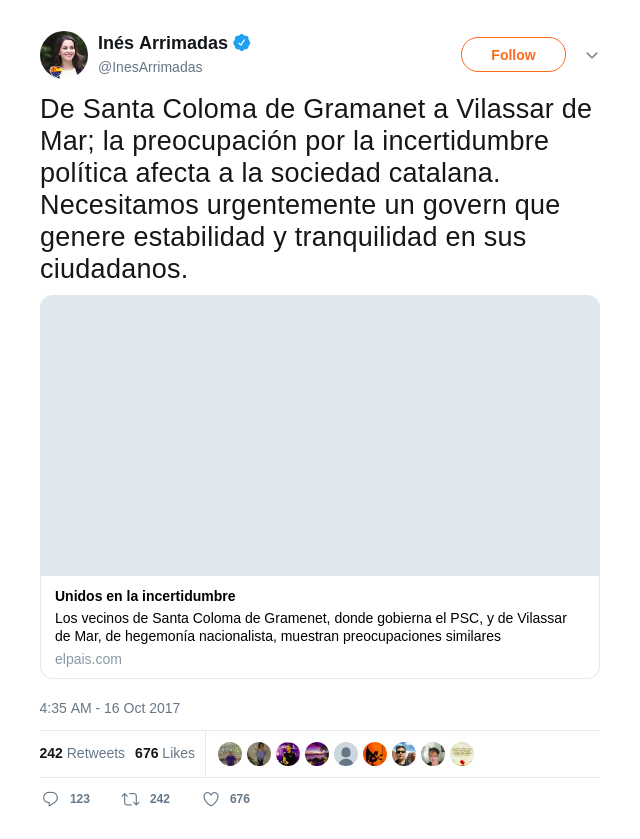 Inés Arrimadas
@InesArrimadas
Follow
De Santa Coloma de Gramanet a Vilassar de
Mar; la preocupación por la incertidumbre
política afecta a la sociedad catalana.
Necesitamos urgentemente un govern que
genere estabilidad y tranquilidad en sus
ciudadanos.
Unidos en la incertidumbre
Los vecinos de Santa Coloma de Gramenet, donde gobierna el PSC, y de Vilassar
de Mar, de hegemonía nacionalista, muestran preocupaciones similares
elpais.com
4:35 AM - 16 Oct 2017
242 Retweets 676 Likes
123 242 676